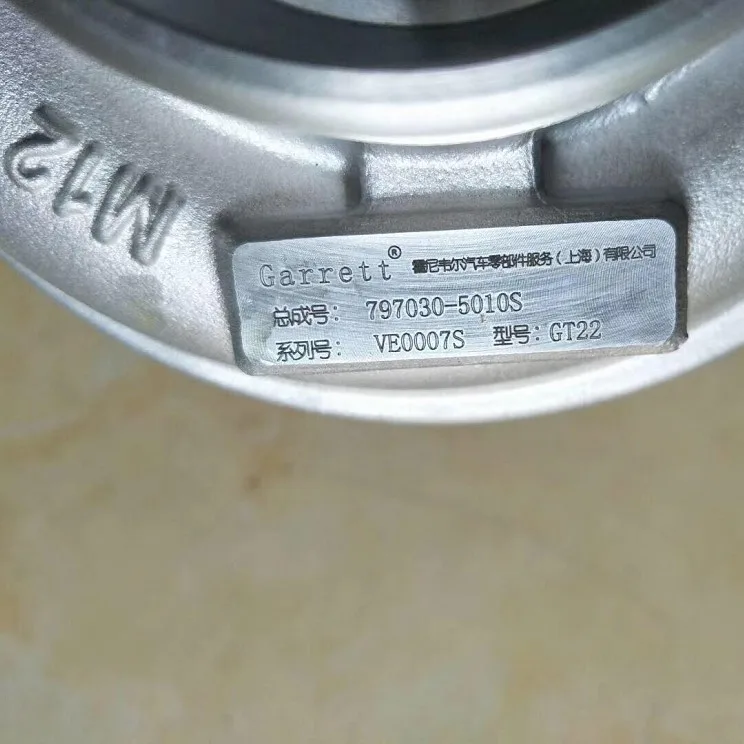 M12
Garrett® 霍尼韦尔汽车零部件服务（上海）有限公司
总成号： 797030-5010S
系列号： VE0007S 型号：GT22